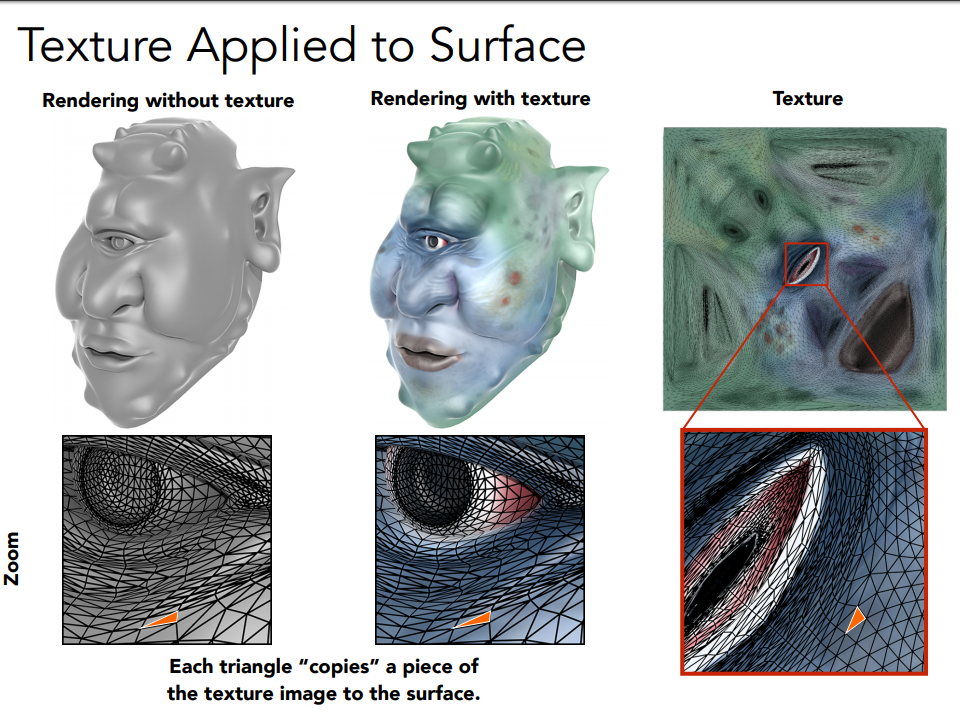 Texture Applied to Surface
Rendering without texture
Rendering with texture
Texture
Zoom
Each triangle “copies” a piece of
the texture image to the surface.